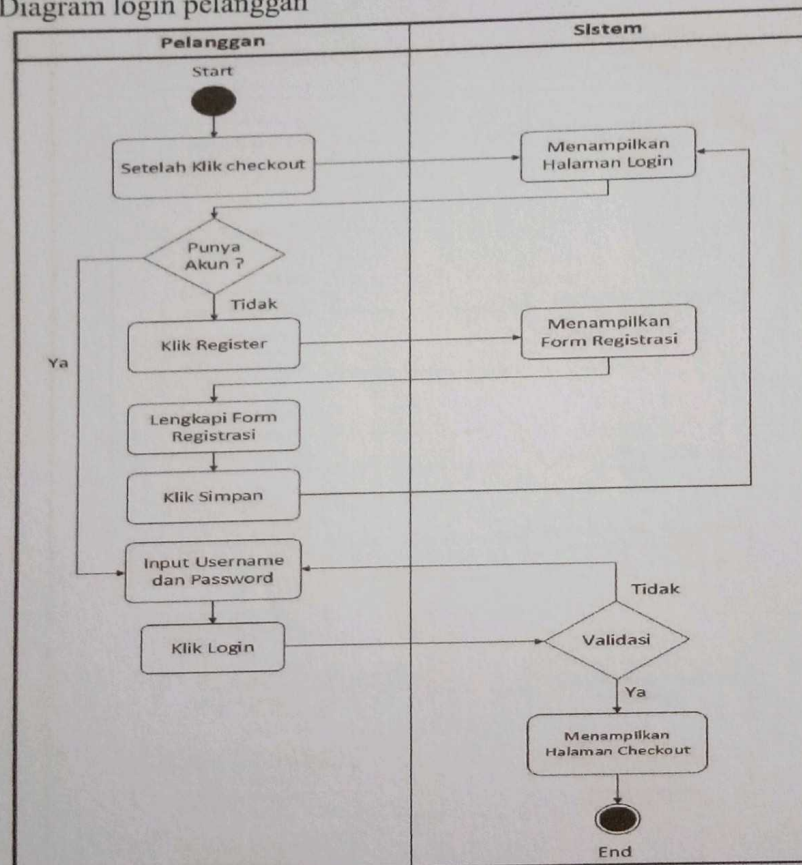 Diagram login pelanggan
Pelanggan
Sistem
Start
Setelah Klik checkout
Menampilkan
Halaman Login
Punya
Akun ?
Tidak
Ya
Klik Register
Menampilkan
Form Registrasi
Lengkapi Form
Registrasi
Klik Simpan
Input Username
dan Password
Tidak
Klik Login
Validasi
Ya
Menampilkan
Halaman Checkout
End